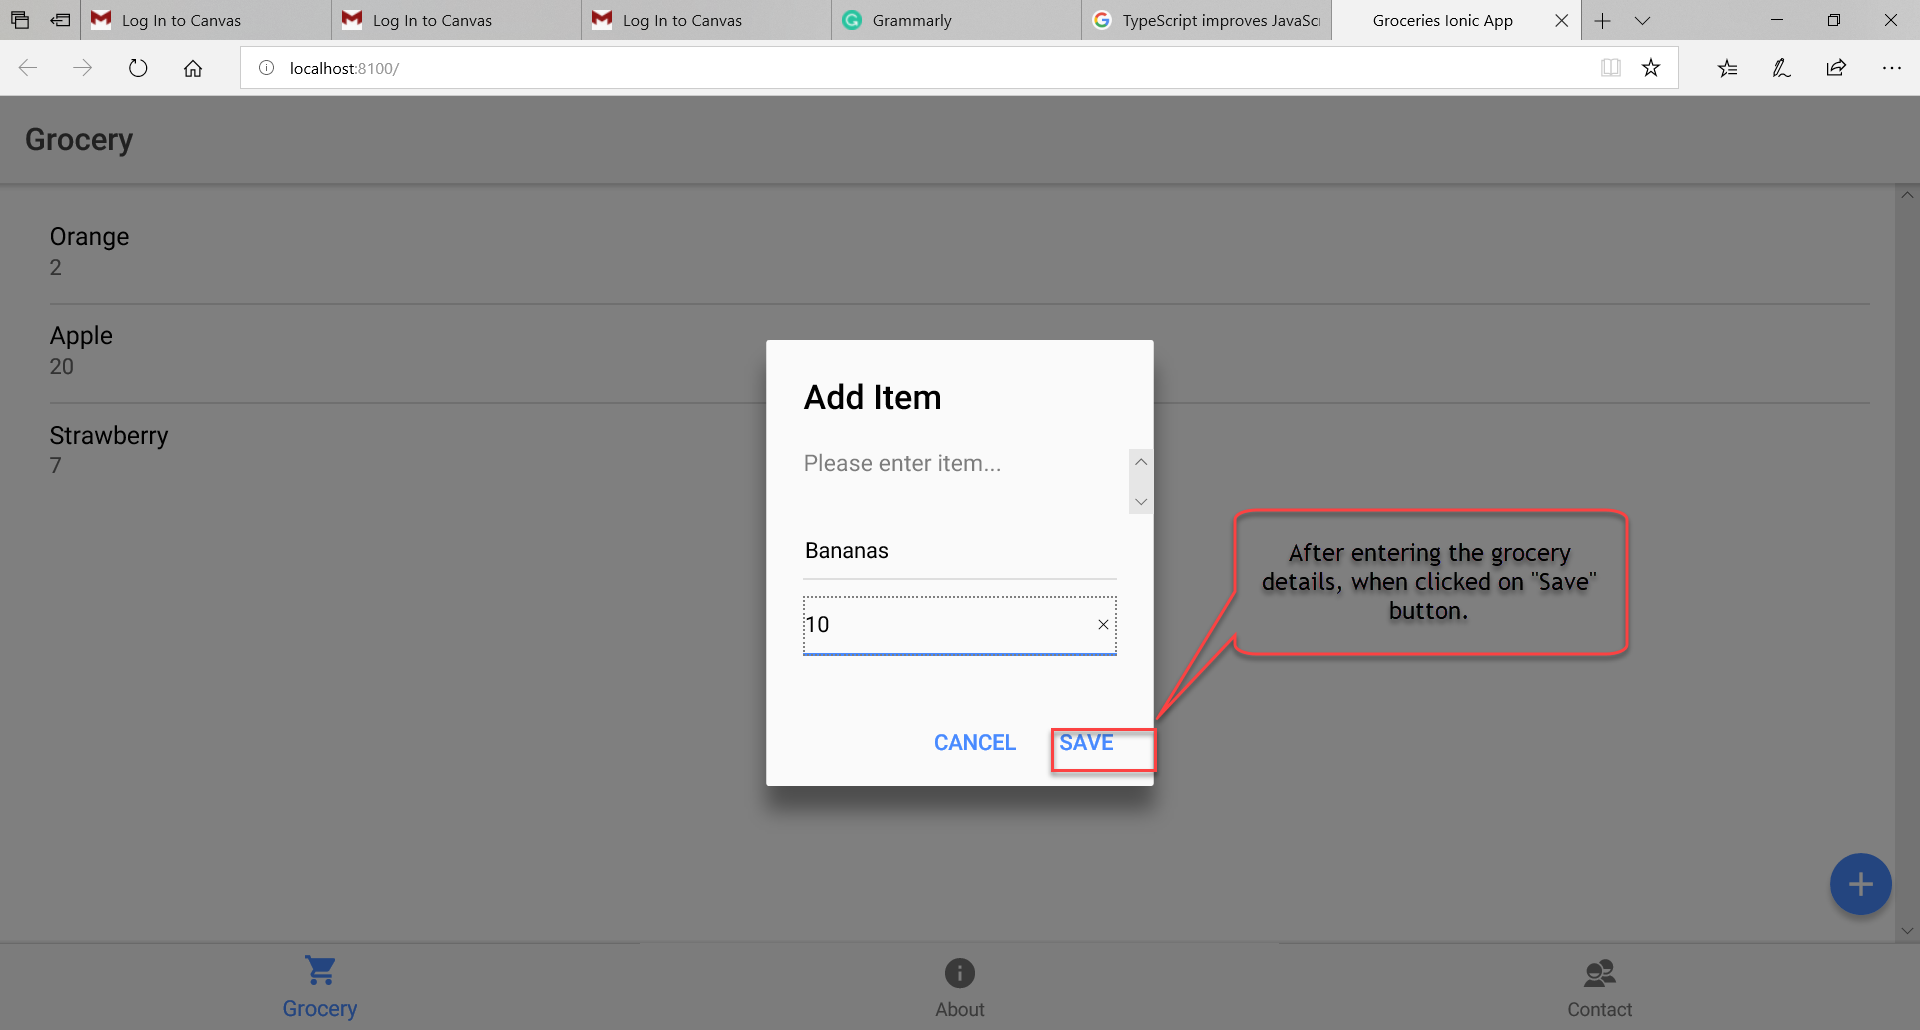 Log In to Canvas
Log In to Canvas
Log In to Canvas
Grammarly
TypeScript improves JavaSc
Groceries Ionic App
localhost:8100/
Grocery
Orange
2
Apple
20
Strawberry
7
Add Item
Please enter item...
Bananas
10
CANCEL
SAVE
After entering the grocery
details, when clicked on "Save"
button.
Grocery
About
Contact